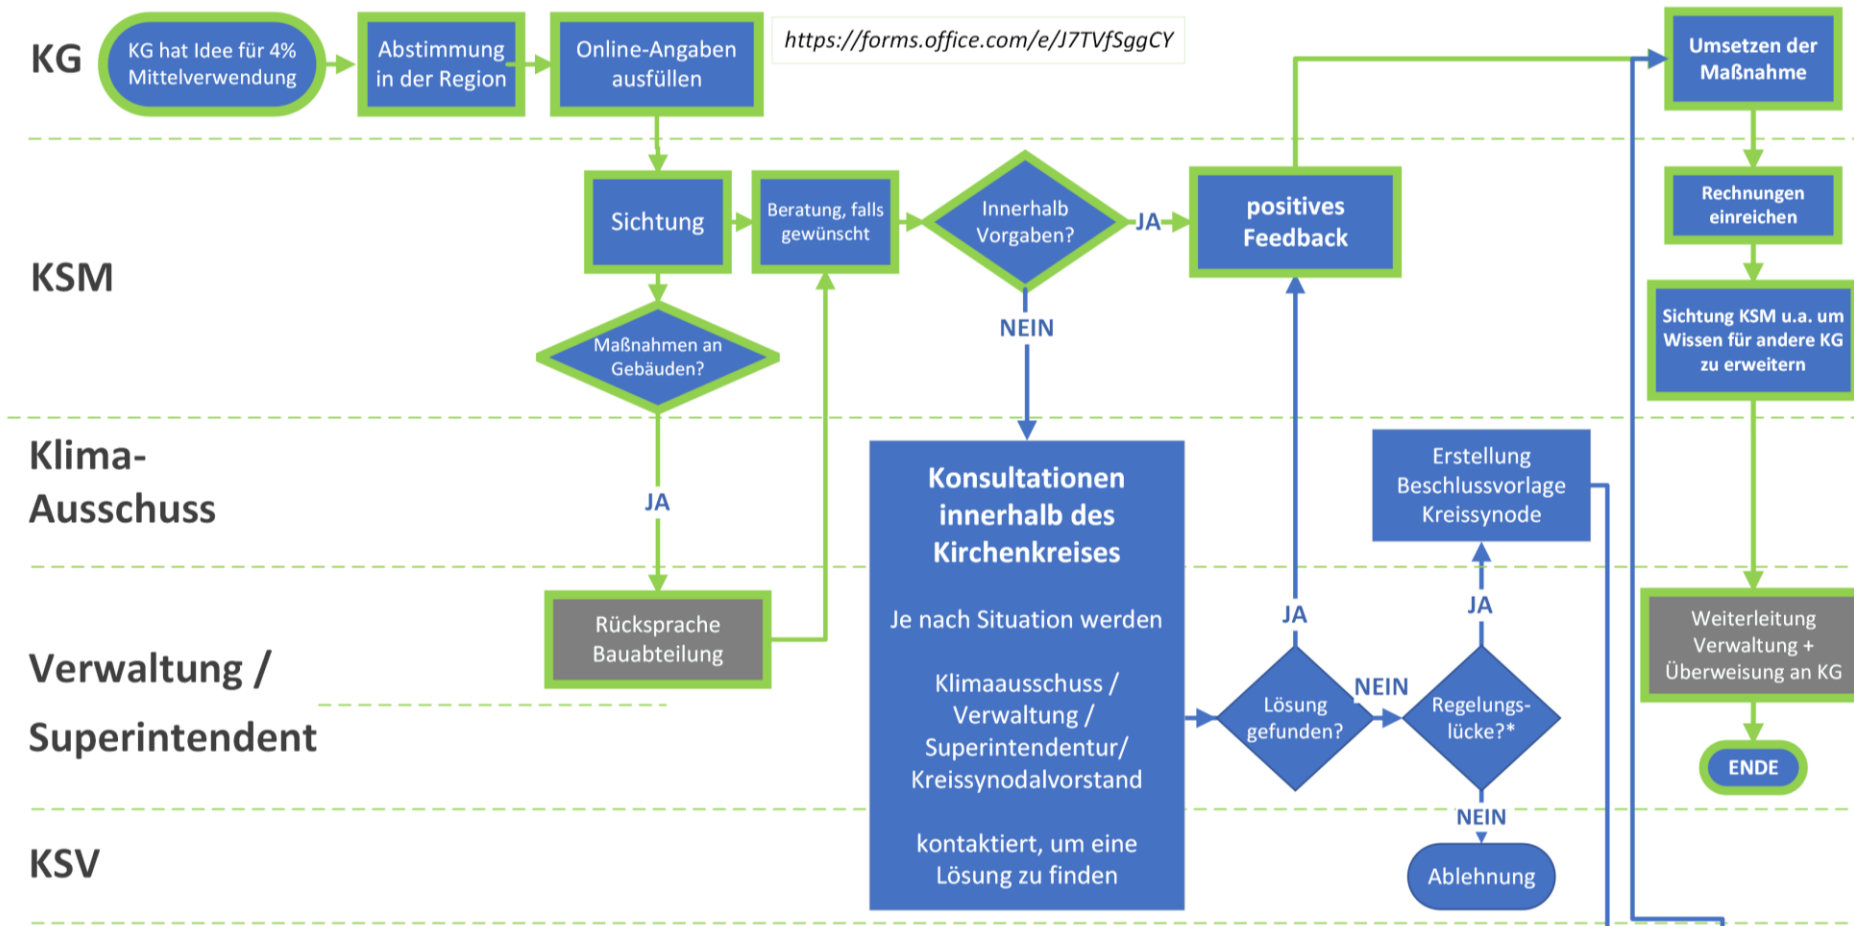 KG
KG hat Idee für 4%
Mittelverwendung
Abstimmung
in der Region
Online-Angaben
ausfüllen
https://forms.office.com/e/J7TVfSggCY
Umsetzen der
Maßnahme
KSM
Sichtung
Beratung, falls
gewünscht
Innerhalb
Vorgaben?
JA
positives
Feedback
Rechnungen
einreichen
NEIN
Maßnahmen an
Gebäuden?
Sichtung KSM u.a. um
Wissen für andere KG
zu erweitern
Klima-
Ausschuss
JA
Konsultationen
innerhalb des
Kirchenkreises
Je nach Situation werden
Klimaausschuss /
Verwaltung /
Superintendentur/
Kreissynodalvorstand
kontaktiert, um eine
Lösung zu finden
Erstellung
Beschlussvorlage
Kreissynode
Verwaltung /
Superintendent
Rücksprache
Bauabteilung
JA
Lösung
gefunden?
NEIN
JA
Regelungs-
lücke?*
NEIN
Weiterleitung
Verwaltung +
Überweisung an KG
ENDE
KSV
Ablehnung